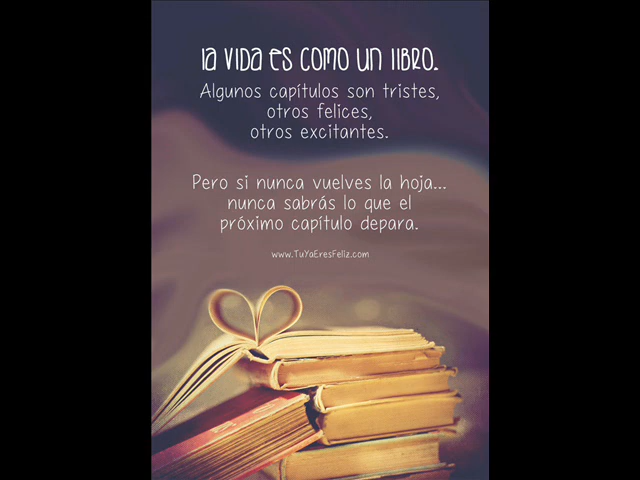 la vida es como un libro.
Algunos capítulos son tristes,
otros felices,
otros excitantes.
Pero si nunca vuelves la hoja...
nunca sabrás lo que el
próximo capítulo depara.
www.TuYaEresFeliz.com